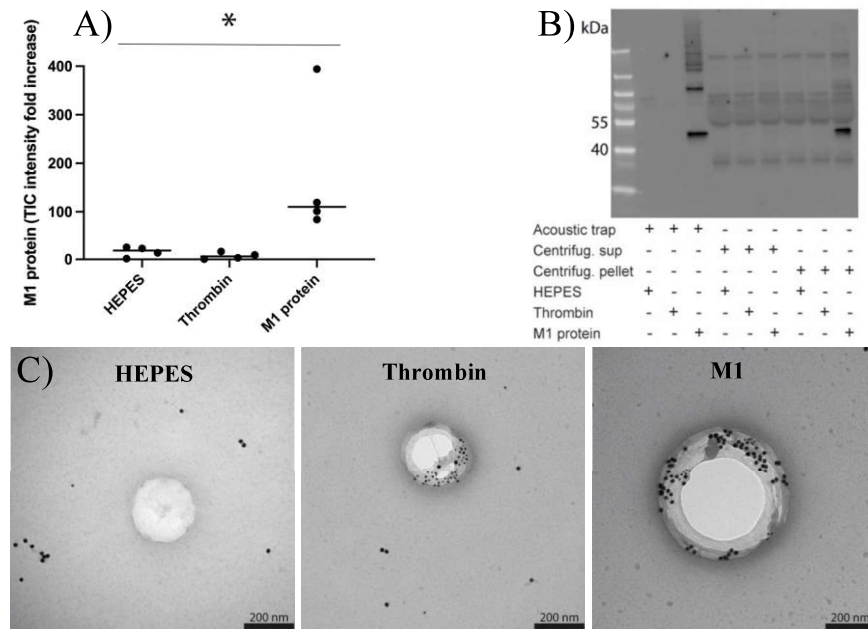 A)
*
M1 protein (TIC intensity fold increase)
400
300
200
100
0
HEPES
Thrombin
M1 protein
B)
kDa
55
40
Acoustic trap + + + - - - - - -
Centrifug. sup - - - + + + - - -
Centrifug. pellet - - - - - - + + +
HEPES + - - + - - + - -
Thrombin - + - - + - - + -
M1 protein - - + - - + - - +
C)
HEPES
200 nm
Thrombin
200 nm
M1
200 nm